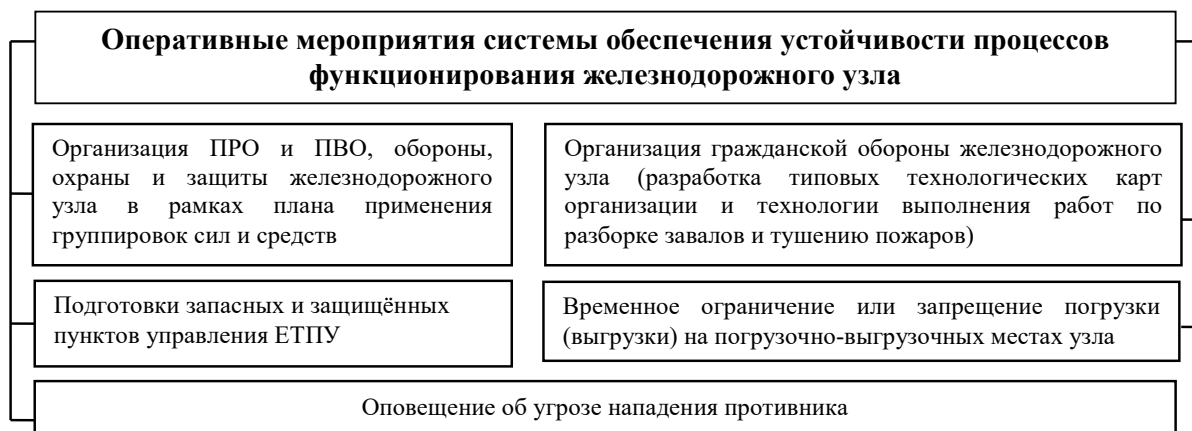 Оперативные мероприятия системы обеспечения устойчивости процессов
функционирования железнодорожного узла
Организация ПРО и ПВО, обороны,
охраны и защиты железнодорожного
узла в рамках плана применения
группировок сил и средств
Организация гражданской обороны железнодорожного
узла (разработка типовых технологических карт
организации и технологии выполнения работ по
разборке завалов и тушению пожаров)
Подготовки запасных и защищённых
пунктов управления ЕТПУ
Временное ограничение или запрещение погрузки
(выгрузки) на погрузочно-выгрузочных местах узла
Оповещение об угрозе нападения противника